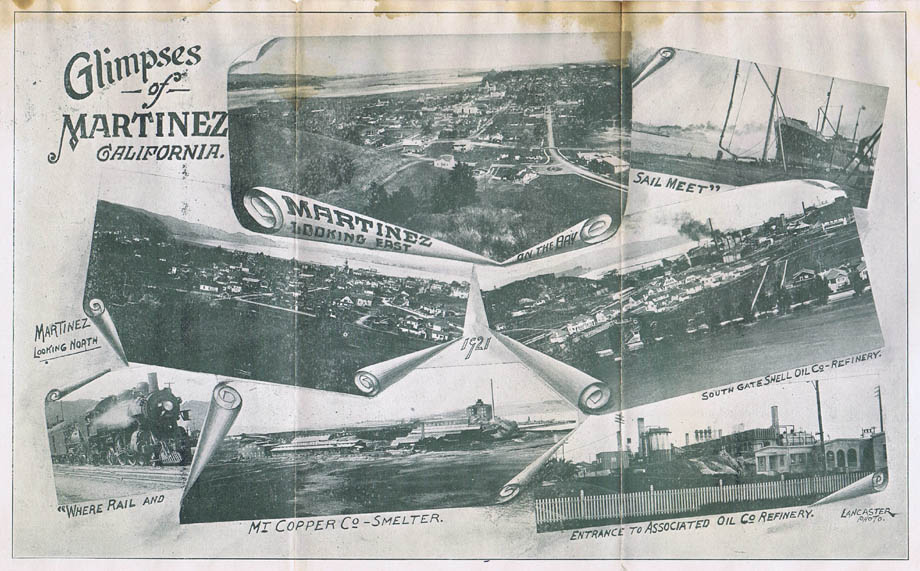 Glimpses
of
MARTINEZ
CALIFORNIA.
MARTINEZ
LOOKING EAST
ON THE BAY
SAIL MEET"
MARTINEZ
LOOKING NORTH
1921
SOUTH GATE SHELL OIL CO-REFINERY.
"WHERE RAIL AND
MT COPPER CO-SMELTER.
ENTRANCE TO ASSOCIATED OIL CO REFINERY.
LANCASTER
PHOTO.